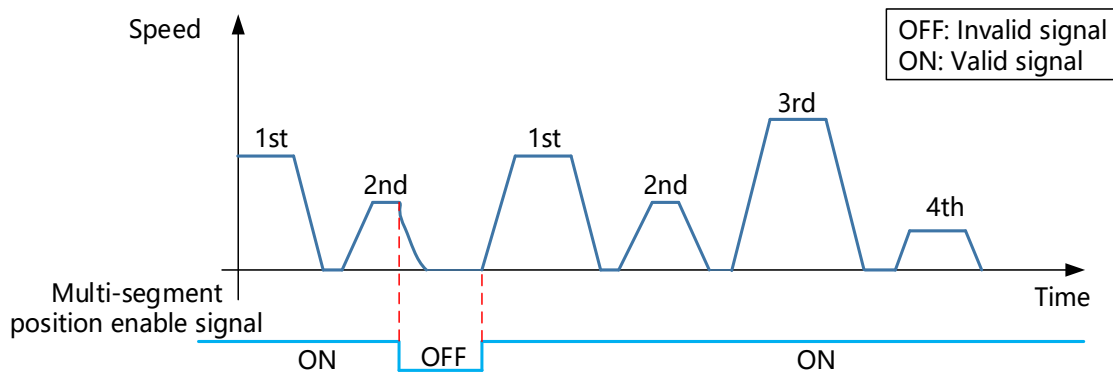 Speed
OFF: Invalid signal
ON: Valid signal
1st
2nd
1st
2nd
3rd
4th
Time
Multi-segment
position enable signal
ON
OFF
ON